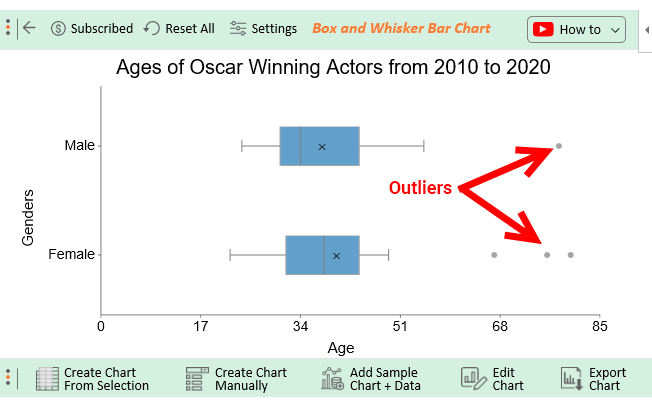 Subscribed Reset All Settings Box and Whisker Bar Chart How to
Ages of Oscar Winning Actors from 2010 to 2020
Male
Outliers
Genders
Female
0 17 34 51 68 85
Age
Create Chart From Selection
Create Chart Manually
Add Sample Chart + Data
Edit Chart
Export Chart